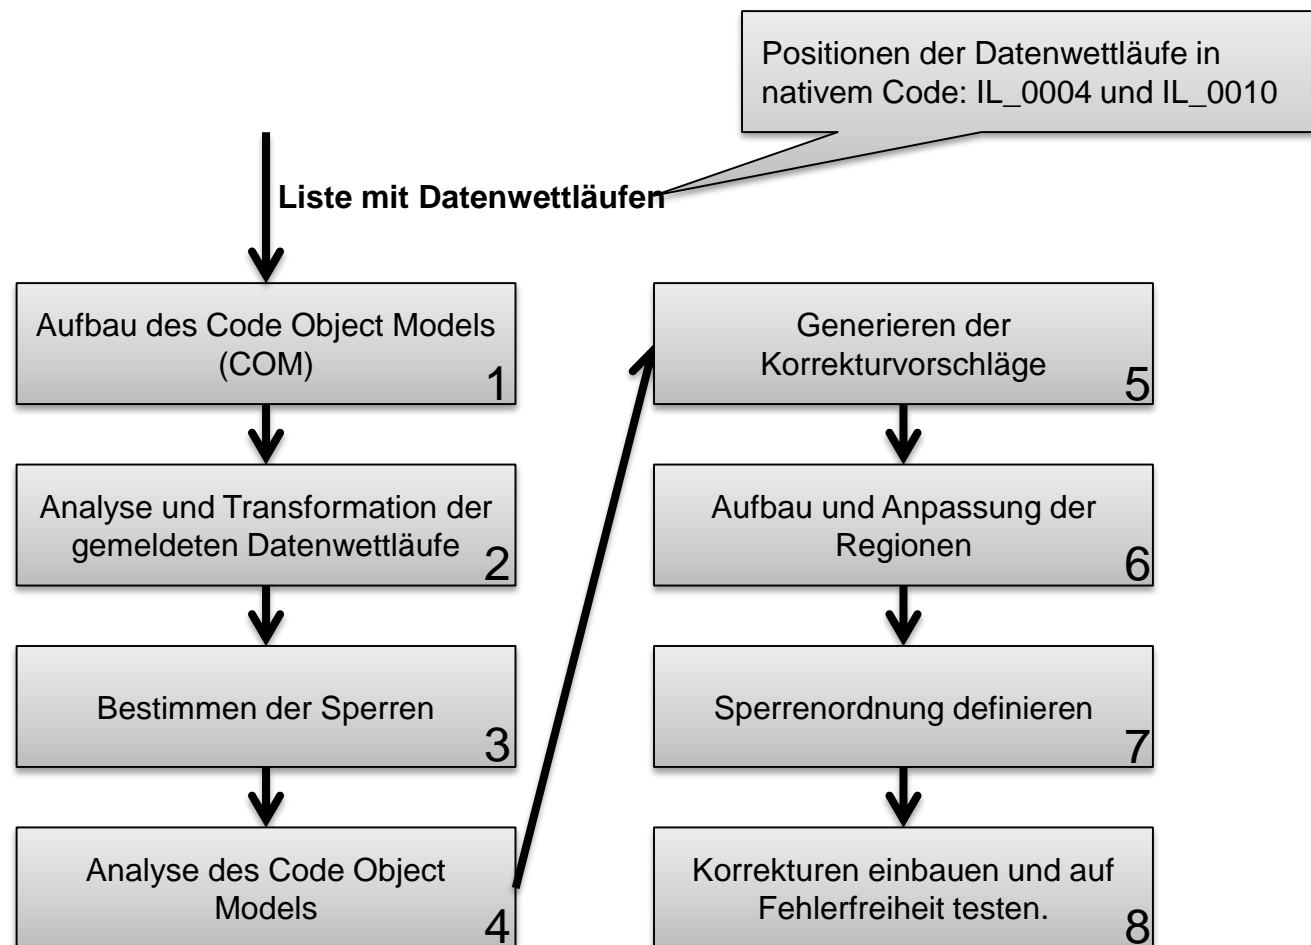 Positionen der Datenwettläufe in
nativem Code: IL_0004 und IL_0010
Liste mit Datenwettläufen
Aufbau des Code Object Models
(COM)
1
Analyse und Transformation der
gemeldeten Datenwettläufe
2
Bestimmen der Sperren
3
Analyse des Code Object
Models
4
Generieren der
Korrekturvorschläge
5
Aufbau und Anpassung der
Regionen
6
Sperrenordnung definieren
7
Korrekturen einbauen und auf
Fehlerfreiheit testen.
8